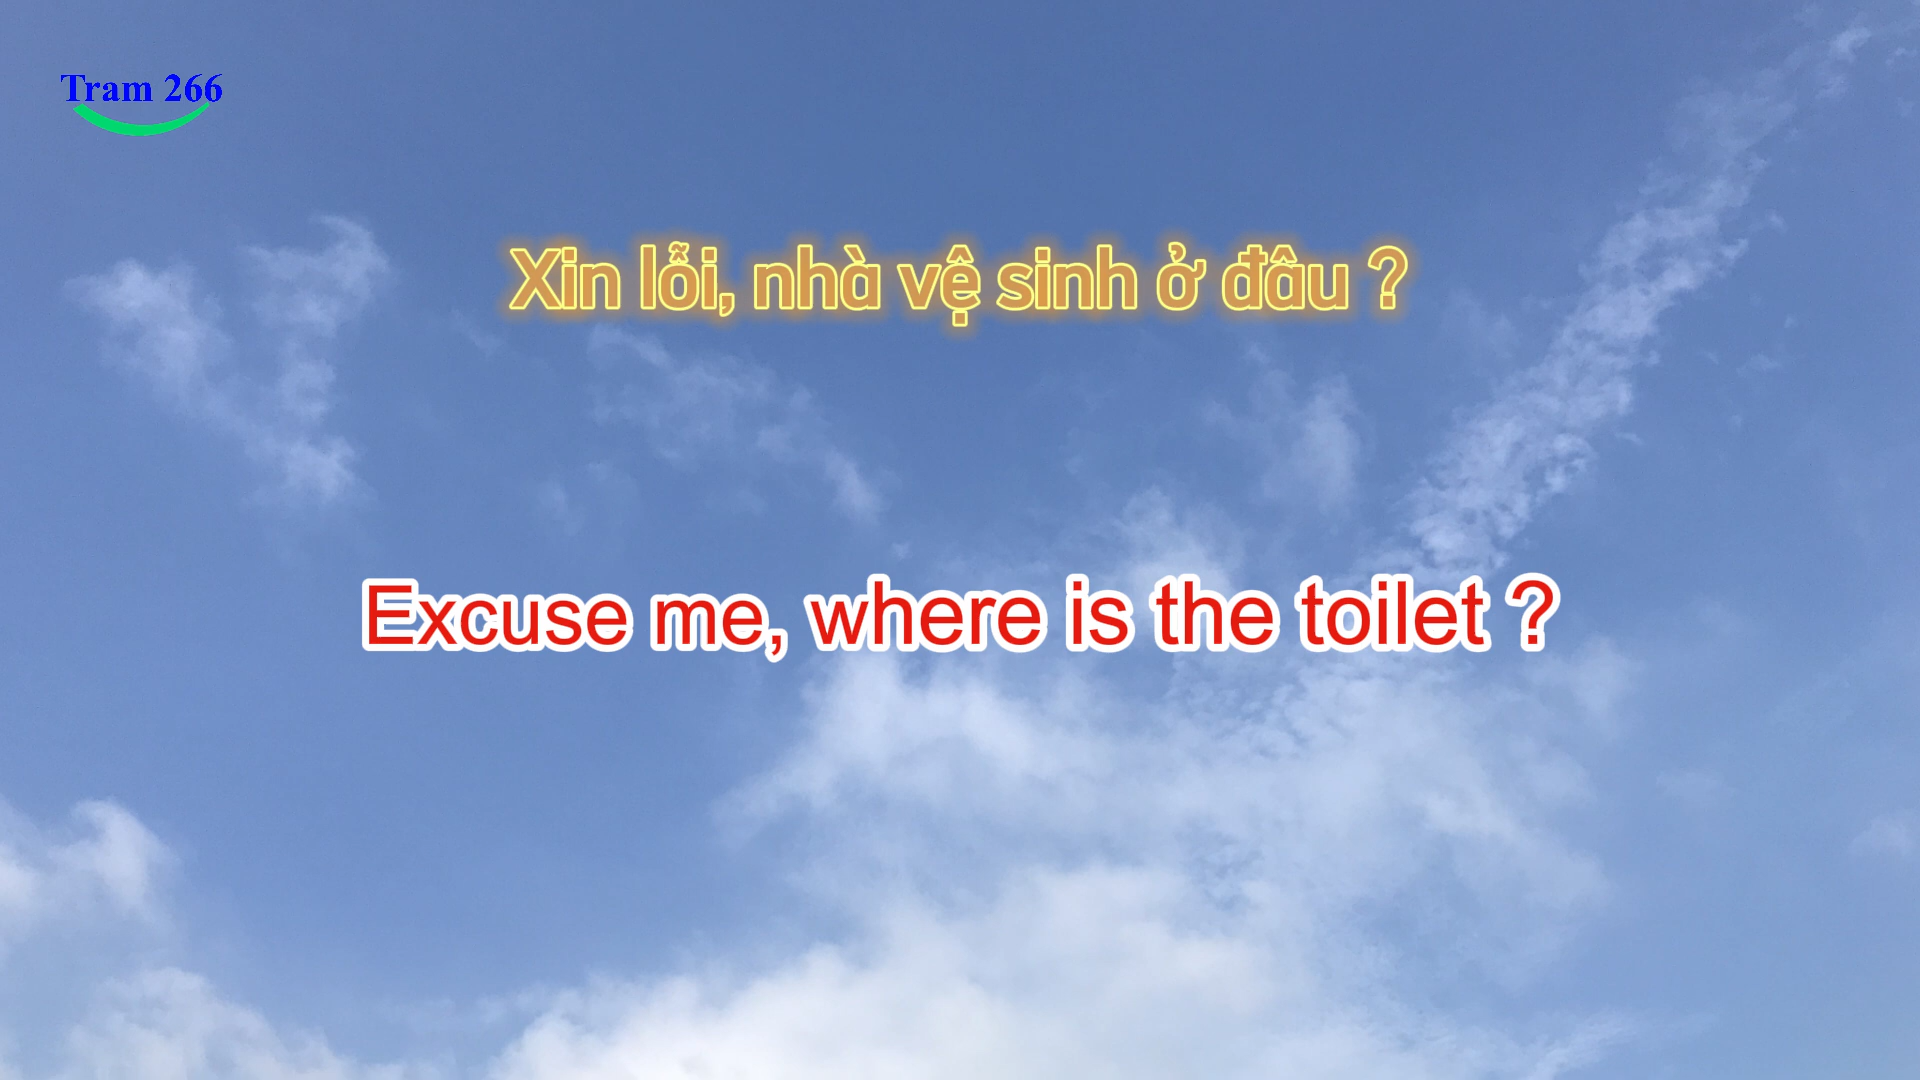 Tram 266
Xin lỗi, nhà vệ sinh ở đâu ?
Excuse me, where is the toilet ?